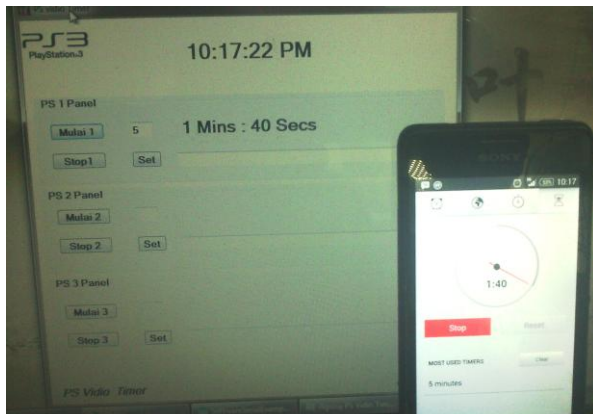 PS3
PlayStation 3
10:17:22 PM
PS 1 Panel
Mulai 1
5
1 Mins : 40 Secs
Stop1
Set
PS 2 Panel
Mulai 2
Stop 2
Set
PS 3 Panel
Mulai 3
Stop 3
Set
PS Vidio Timer
叶
SONY
10:17
1:40
Stop
Reset
MOST USED TIMERS
Clear
5 minutes